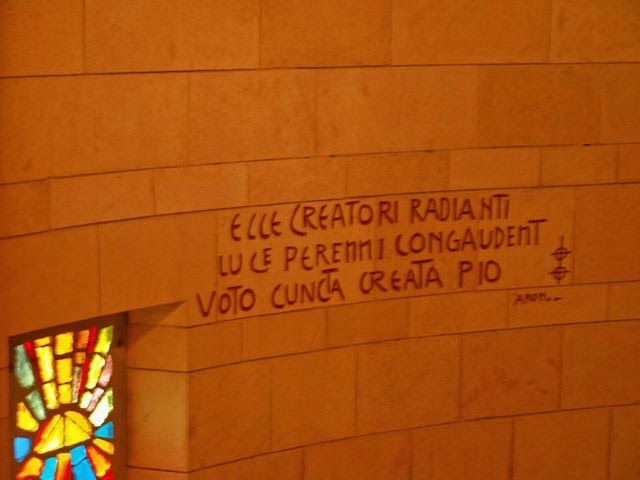 ECCE CREATORI RADIANTI
LUCE PERENNI CONGAUDENT
VOTO CUNCTA CREATA PIO
ANON..